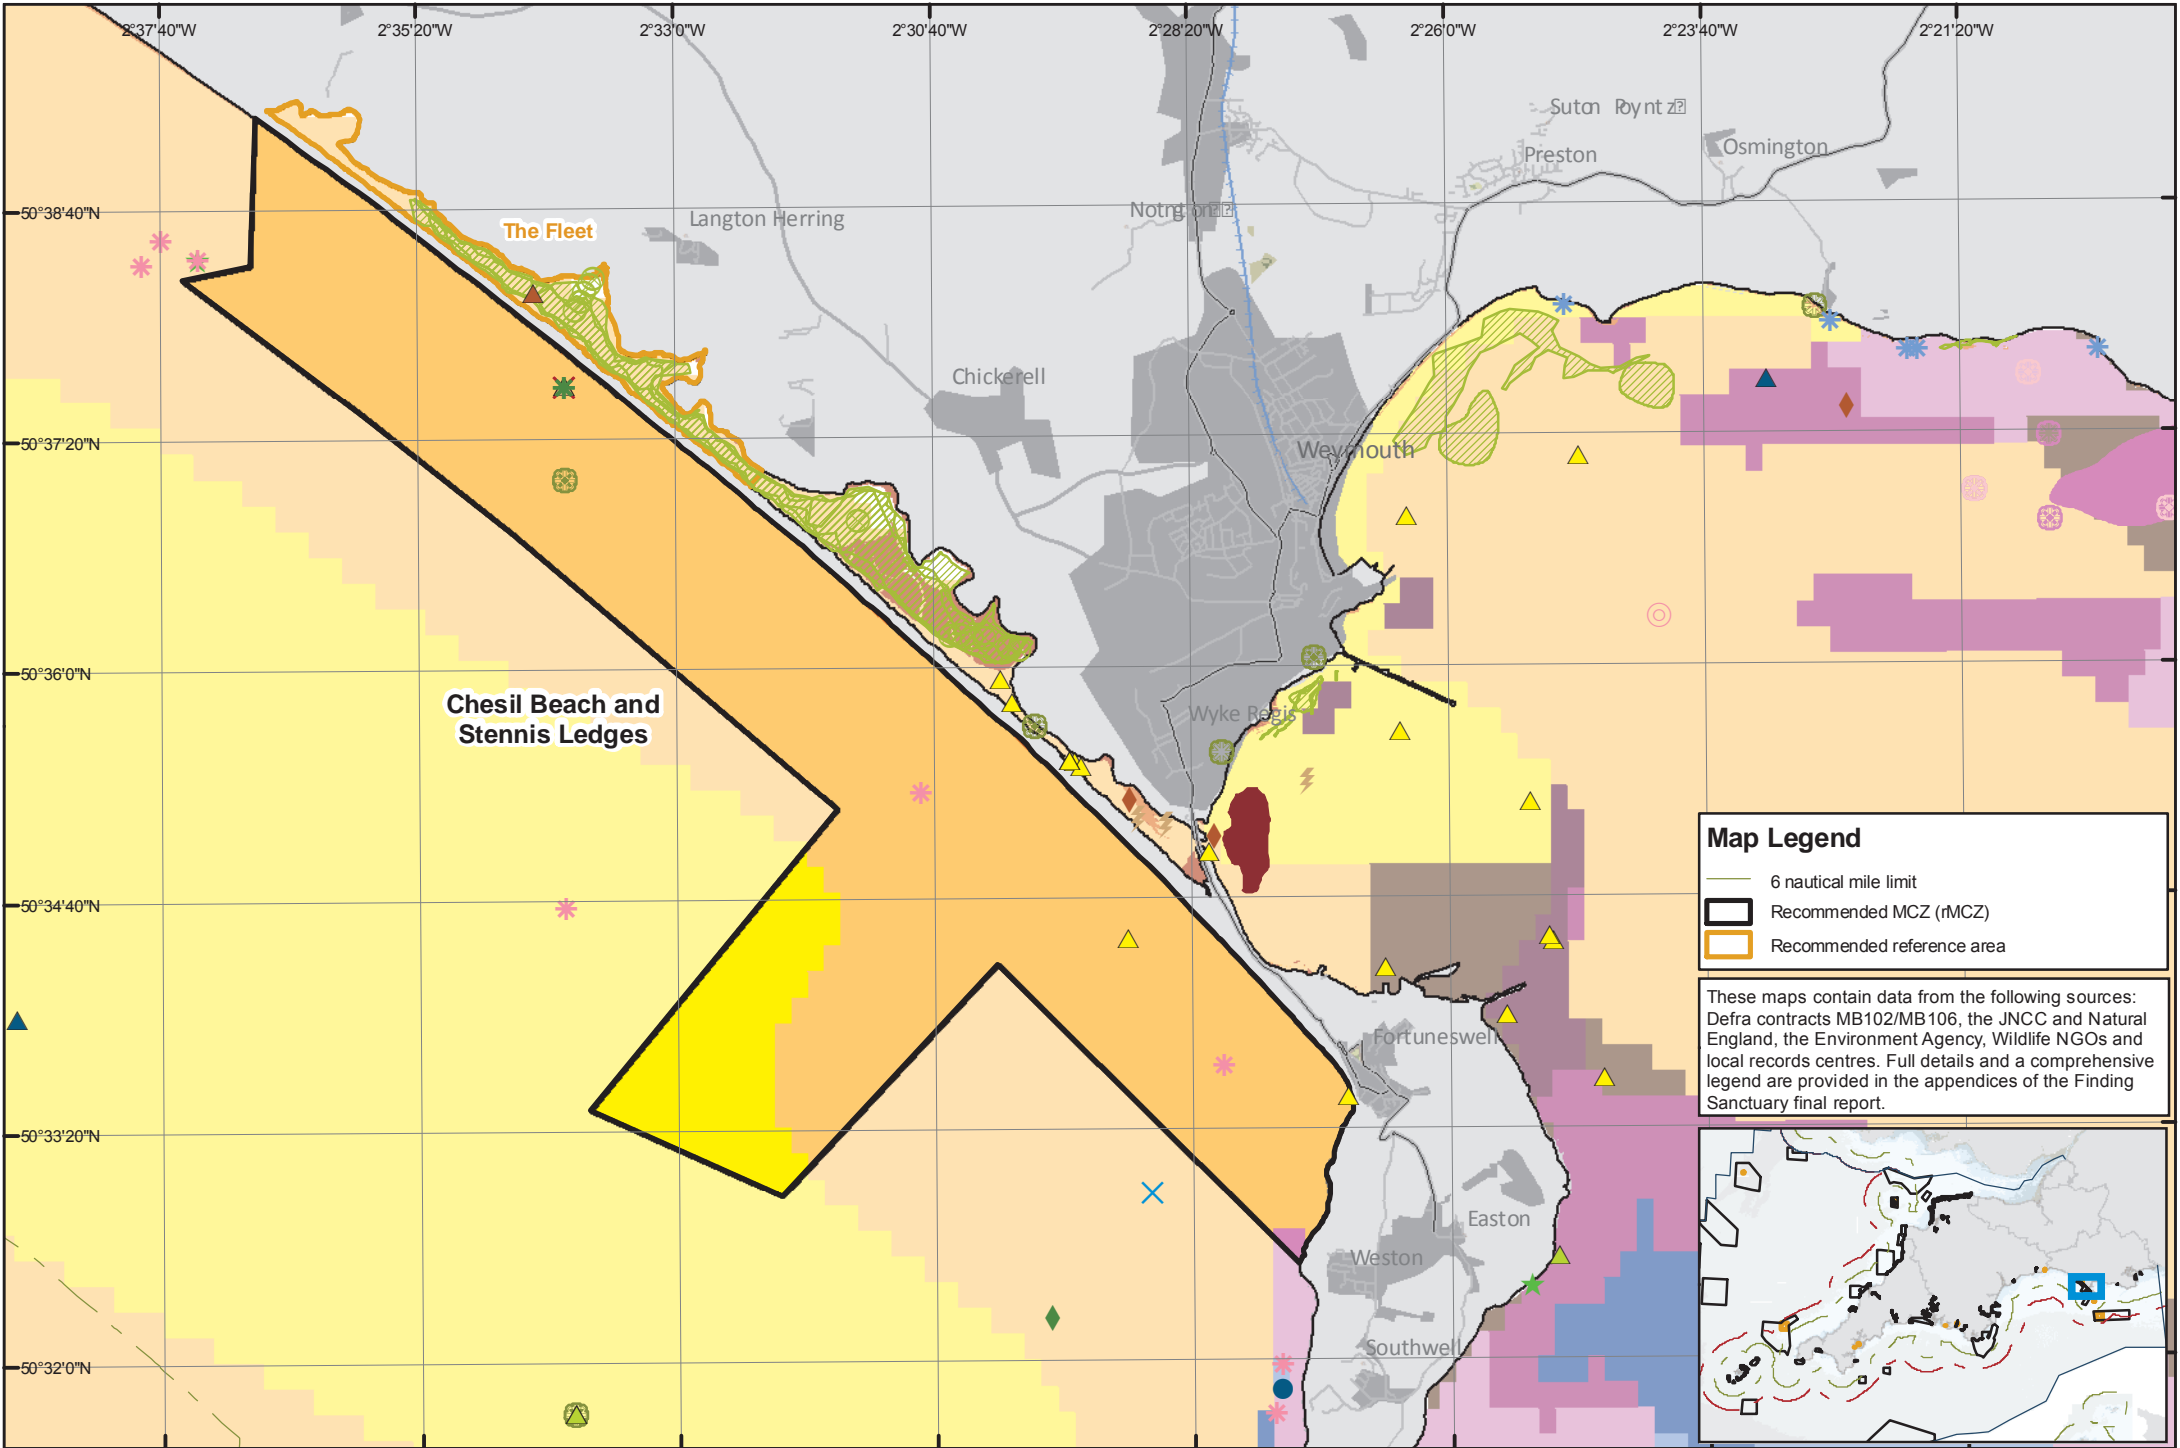 2°37'40"W
2°35'20"W
2°33'0"W
2°30'40"W
2°28'20"W
2°26'0"W
2°23'40"W
2°21'20"W
Preston
Osmington
50°38'40"N
Langton Herring
The Fleet
Chickerell
50°37'20"N
Weymouth
50°36'0"N
Chesil Beach and
Stennis Ledges
Wyke Regis
50°34'40"N
Fortuneswell
50°33'20"N
Easton
Weston
Southwell
50°32'0"N
Map Legend
6 nautical mile limit
Recommended MCZ (rMCZ)
Recommended reference area
These maps contain data from the following sources:
Defra contracts MB102/MB106, the JNCC and Natural
England, the Environment Agency, Wildlife NGOs and
local records centres. Full details and a comprehensive
legend are provided in the appendices of the Finding
Sanctuary final report.